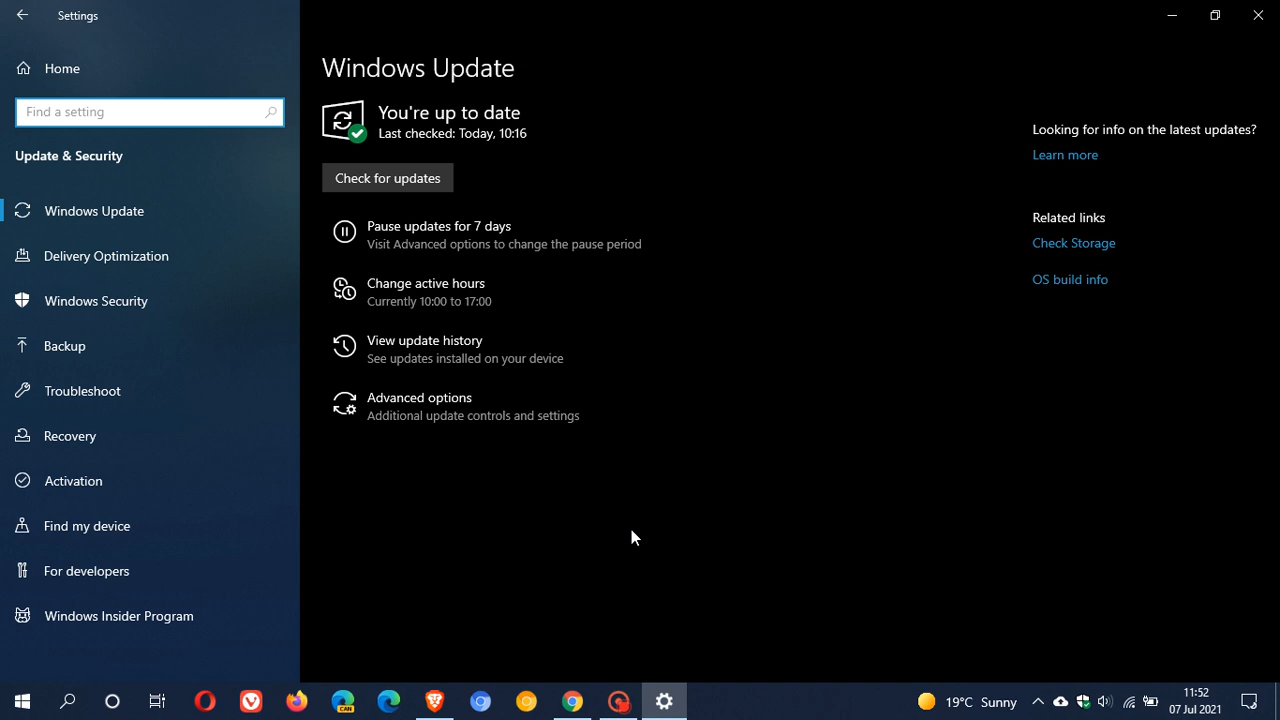 Settings
Home
Find a setting
Update & Security
Windows Update
Delivery Optimization
Windows Security
Backup
Troubleshoot
Recovery
Activation
Find my device
For developers
Windows Insider Program
Windows Update
You're up to date
Last checked: Today, 10:16
Check for updates
Pause updates for 7 days
Visit Advanced options to change the pause period
Change active hours
Currently 10:00 to 17:00
View update history
See updates installed on your device
Advanced options
Additional update controls and settings
Looking for info on the latest updates?
Learn more
Related links
Check Storage
OS build info
CAN
19°C Sunny
11:52
07 Jul 2021